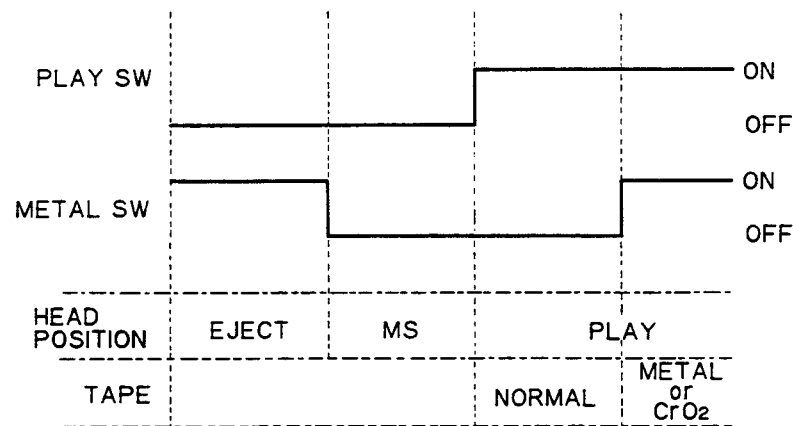 PLAY SW
ON
OFF
METAL SW
ON
OFF
HEAD
POSITION
EJECT
MS
PLAY
TAPE
NORMAL
METAL
or
CrO₂